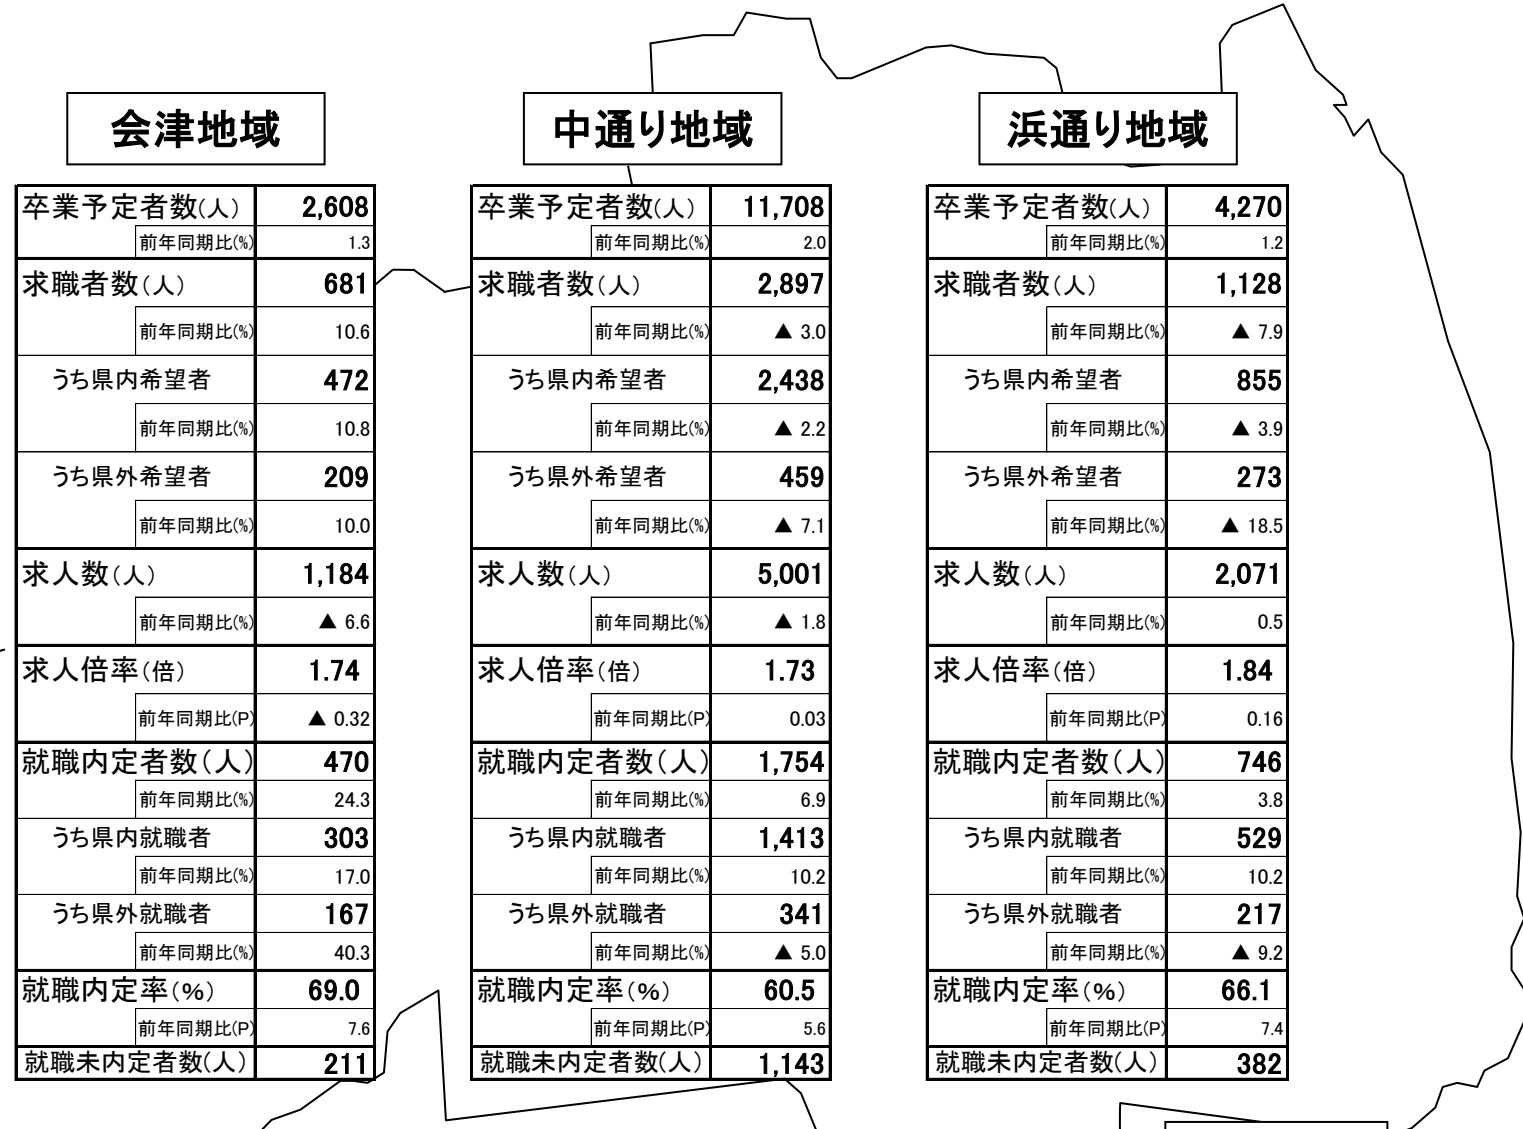 会津地域
卒業予定者数(人) 2,608
前年同期比(%) 1.3
求職者数(人) 681
前年同期比(%) 10.6
うち県内希望者 472
前年同期比(%) 10.8
うち県外希望者 209
前年同期比(%) 10.0
求人数(人) 1,184
前年同期比(%) ▲ 6.6
求人倍率(倍) 1.74
前年同期比(P) ▲ 0.32
就職内定者数(人) 470
前年同期比(%) 24.3
うち県内就職者 303
前年同期比(%) 17.0
うち県外就職者 167
前年同期比(%) 40.3
就職内定率(%) 69.0
前年同期比(P) 7.6
就職未内定者数(人) 211
中通り地域
卒業予定者数(人) 11,708
前年同期比(%) 2.0
求職者数(人) 2,897
前年同期比(%) ▲ 3.0
うち県内希望者 2,438
前年同期比(%) ▲ 2.2
うち県外希望者 459
前年同期比(%) ▲ 7.1
求人数(人) 5,001
前年同期比(%) ▲ 1.8
求人倍率(倍) 1.73
前年同期比(P) 0.03
就職内定者数(人) 1,754
前年同期比(%) 6.9
うち県内就職者 1,413
前年同期比(%) 10.2
うち県外就職者 341
前年同期比(%) ▲ 5.0
就職内定率(%) 60.5
前年同期比(P) 5.6
就職未内定者数(人) 1,143
浜通り地域
卒業予定者数(人) 4,270
前年同期比(%) 1.2
求職者数(人) 1,128
前年同期比(%) ▲ 7.9
うち県内希望者 855
前年同期比(%) ▲ 3.9
うち県外希望者 273
前年同期比(%) ▲ 18.5
求人数(人) 2,071
前年同期比(%) 0.5
求人倍率(倍) 1.84
前年同期比(P) 0.16
就職内定者数(人) 746
前年同期比(%) 3.8
うち県内就職者 529
前年同期比(%) 10.2
うち県外就職者 217
前年同期比(%) ▲ 9.2
就職内定率(%) 66.1
前年同期比(P) 7.4
就職未内定者数(人) 382